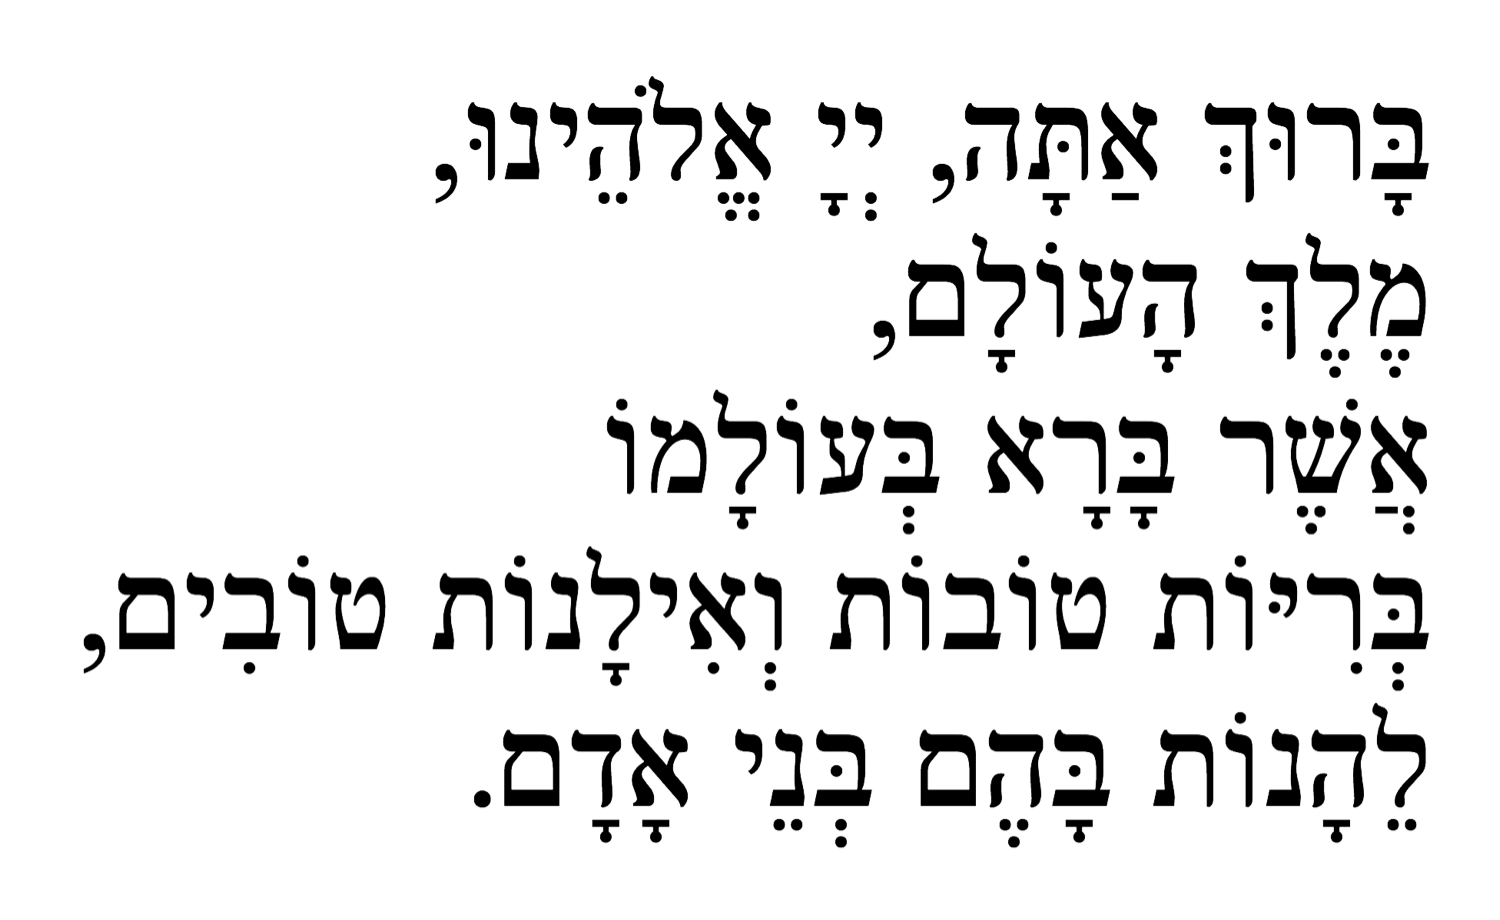 בָּרוּךְ אַתָּה, יְיָ אֱלֹהֵינוּ,
מֶלֶךְ הָעוֹלָם,
אֲשֶׁר בָּרָא בְּעוֹלָמוֹ
בְּרִיּוֹת טוֹבוֹת וְאִילָנוֹת טוֹבִים,
לֵהָנוֹת בָּהֶם בְּנֵי אָדָם.